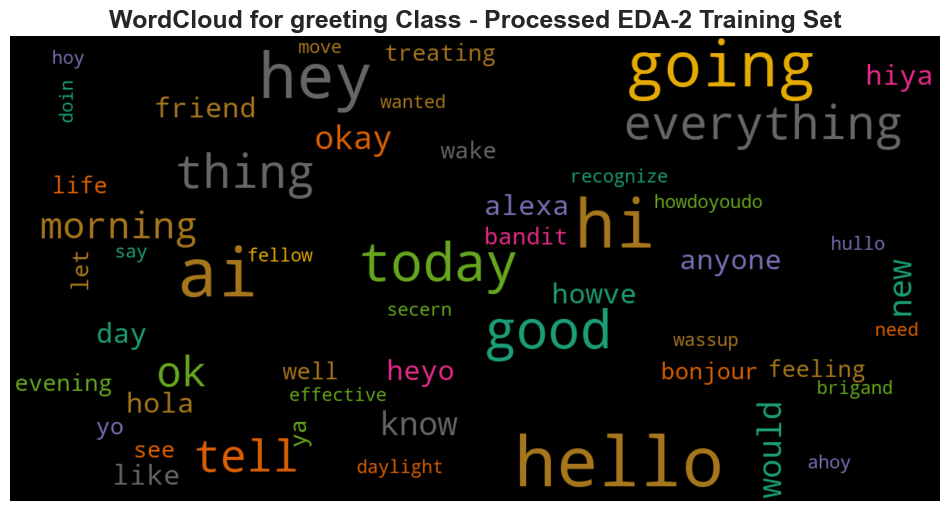 WordCloud for greeting Class - Processed EDA-2 Training Set
hoy
move
treating
going
hiya
hey
doin
friend
wanted
okay
everything
wake
thing
life
recognize
alexa
hi
howdoyoudo
morning
bandit
let
say
ai
fellow
today
anyone
hullo
new
howve
secern
good
day
wassup
need
evening
ok
well
heyo
bonjour
feeling
effective
brigand
hola
yo
ya
know
would
see
tell
like
daylight
hello
ahoy